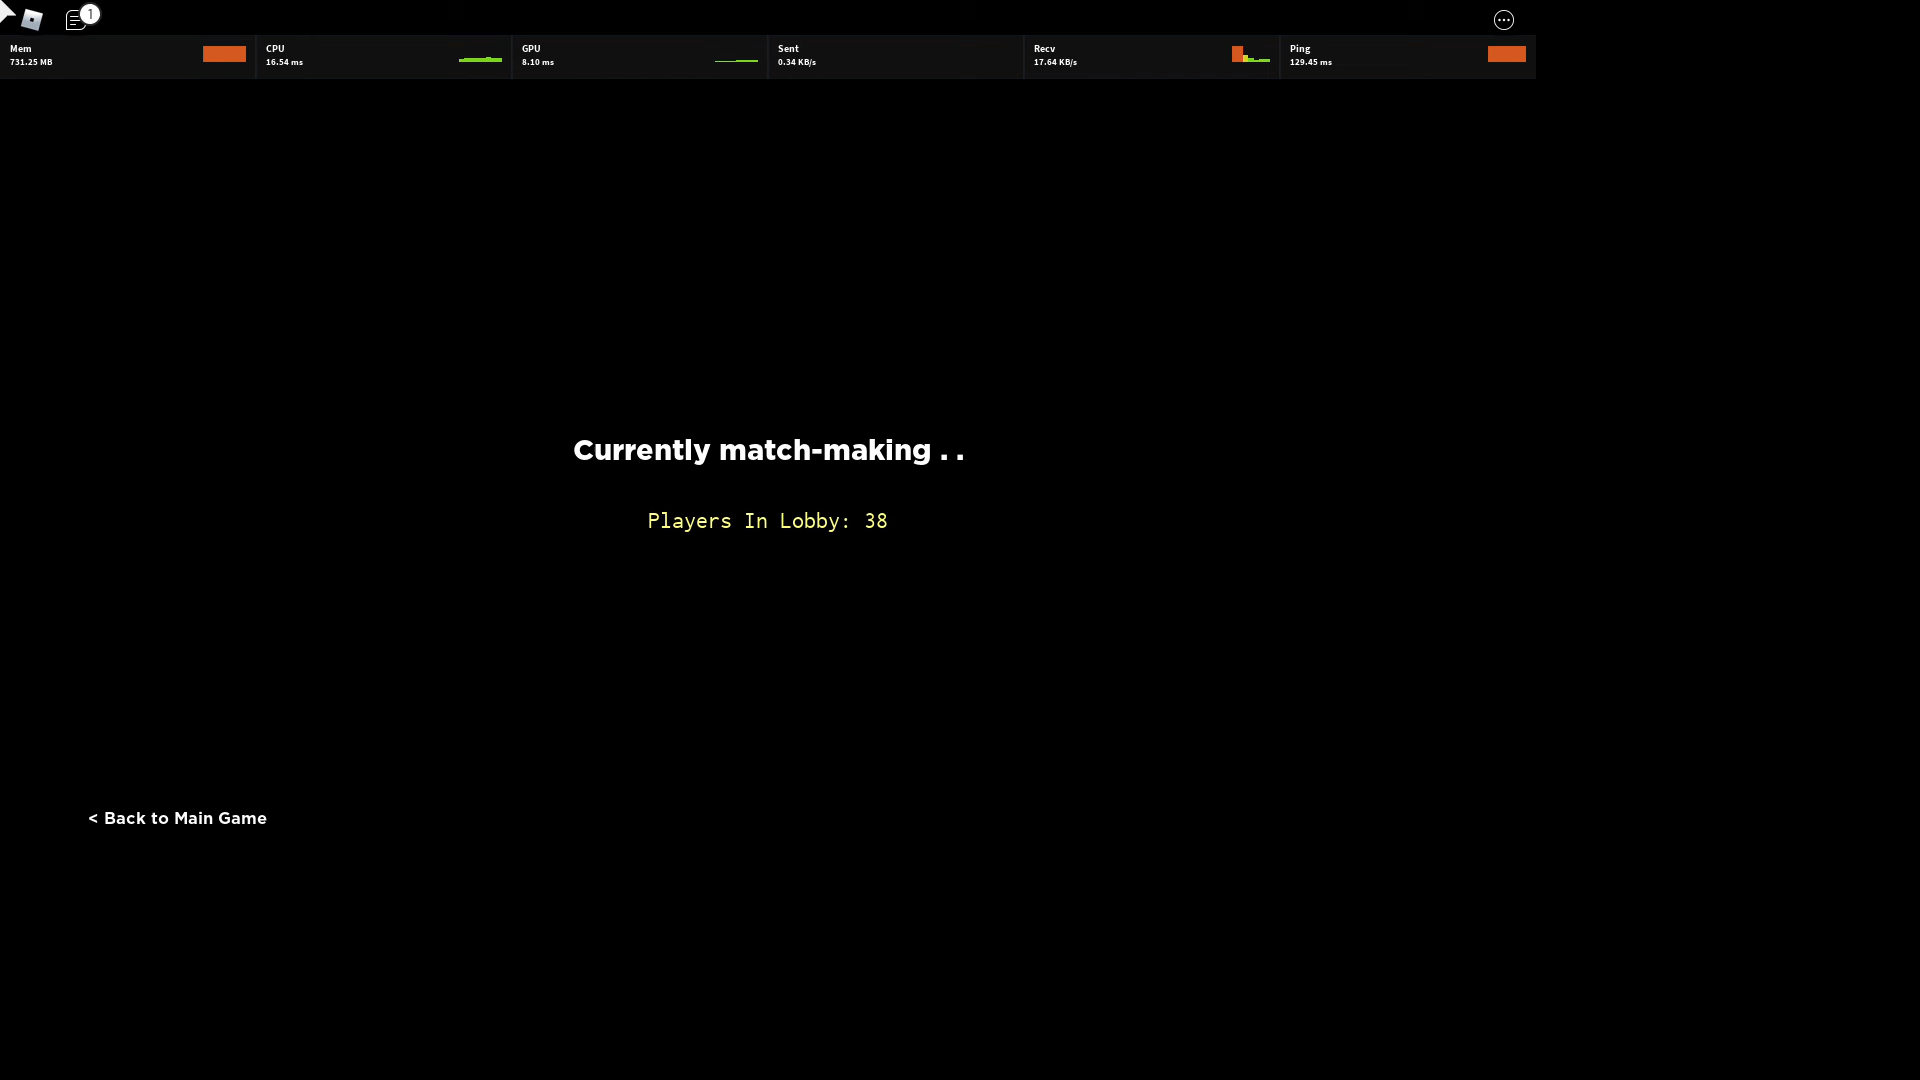 1
Mem
731.25 MB
CPU
16.54 ms
GPU
8.10 ms
Sent
0.34 KB/s
Recv
17.64 KB/s
Ping
129.45 ms
Currently match-making . .
Players In Lobby: 38
< Back to Main Game